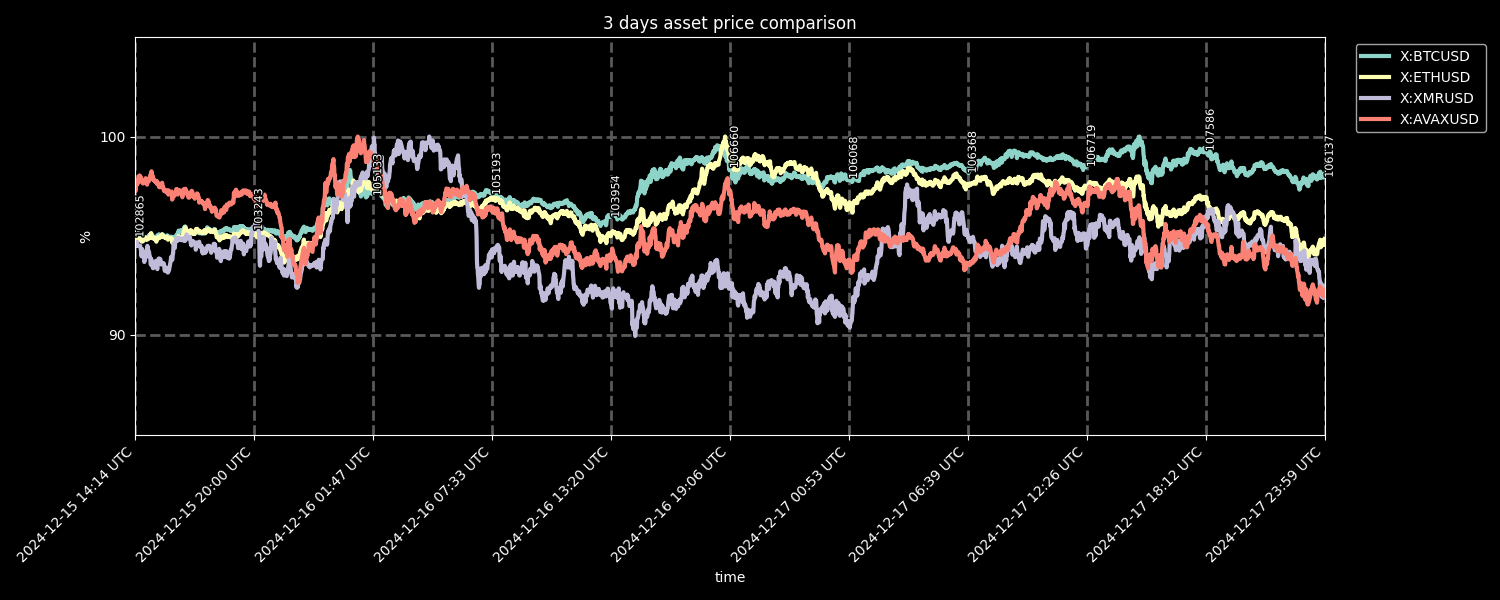 3 days asset price comparison
X:BTCUSD
X:ETHUSD
X:XMRUSD
X:AVAXUSD
%
100
90
102865
103243
105133
105193
103954
106660
106068
106368
106719
107586
106137
2024-12-15 14:14 UTC
2024-12-15 20:00 UTC
2024-12-16 01:47 UTC
2024-12-16 07:33 UTC
2024-12-16 13:20 UTC
2024-12-16 19:06 UTC
2024-12-17 00:53 UTC
2024-12-17 06:39 UTC
2024-12-17 12:26 UTC
2024-12-17 18:12 UTC
2024-12-17 23:59 UTC
time